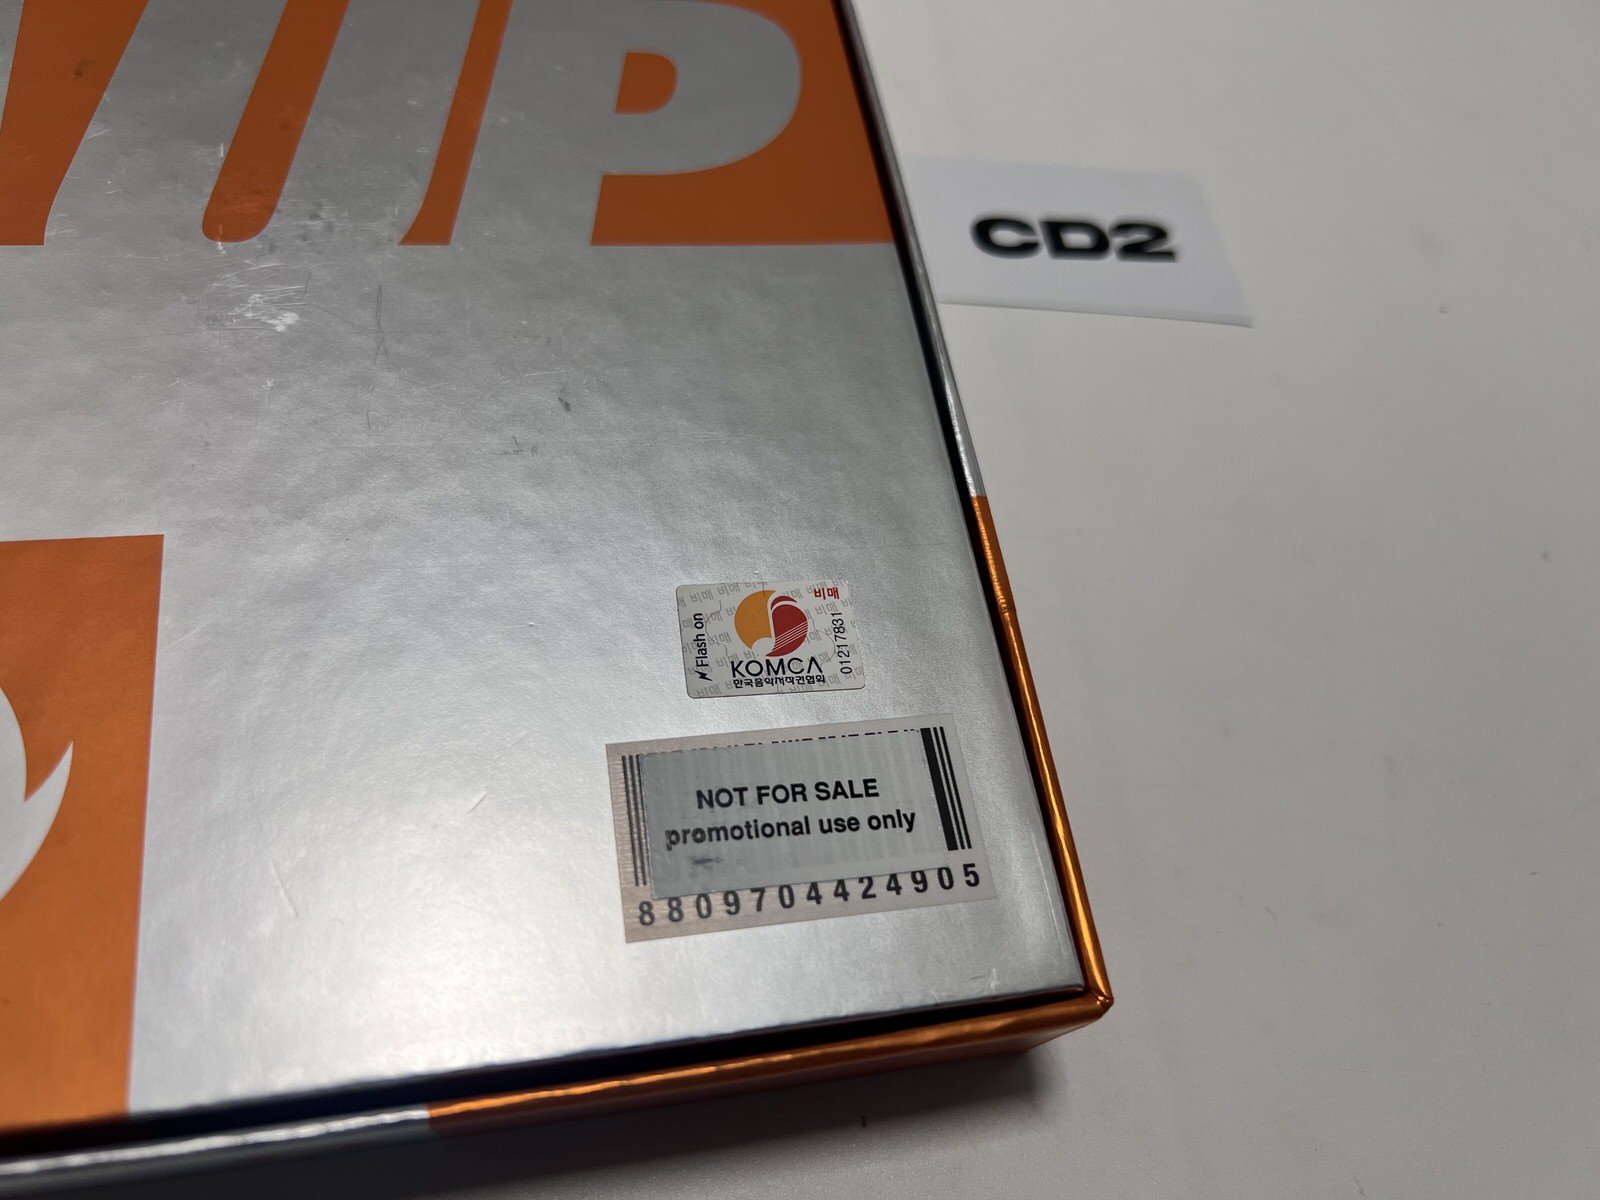 IP
CD2
비매
Flash on
01217831
KOMCA
한국음악저작권협회
NOT FOR SALE
promotional use only
8809704424905